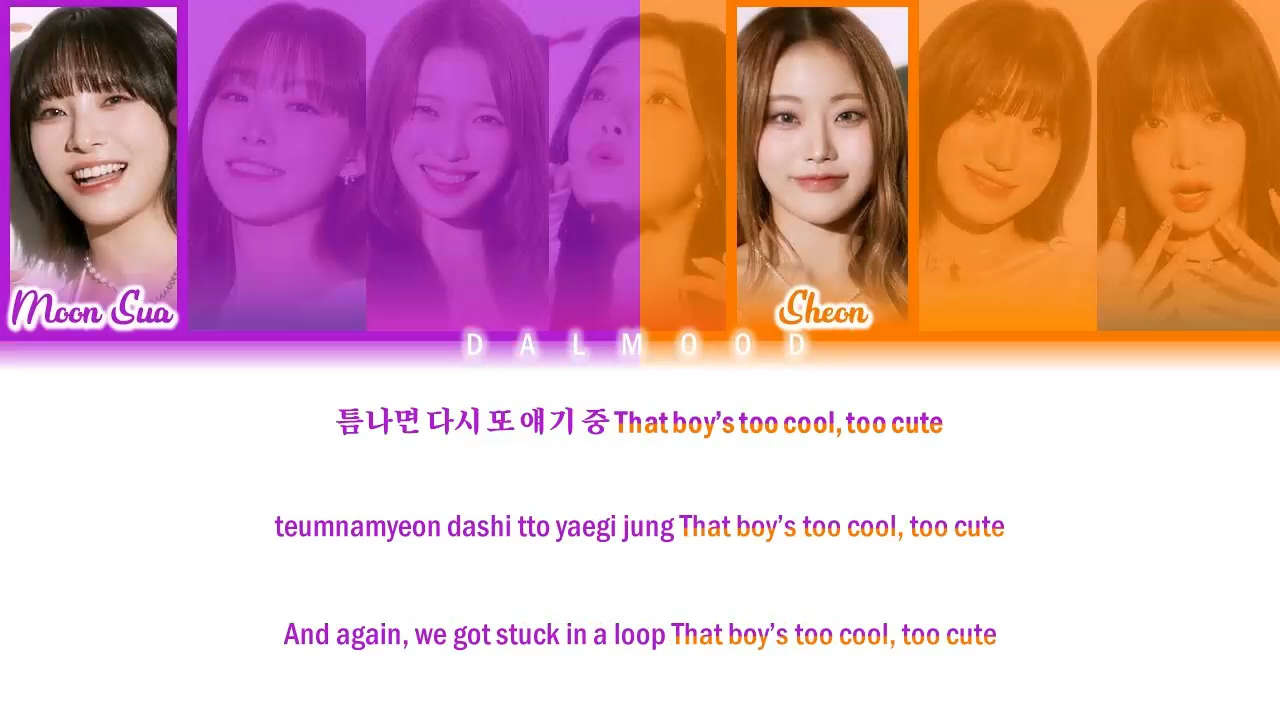 Moon Sua
Sheon
DALMOOD
틈나면 다시 또 얘기 중 That boy’s too cool, too cute
teumnamyeon dashi tto yaegi jung That boy’s too cool, too cute
And again, we got stuck in a loop That boy’s too cool, too cute